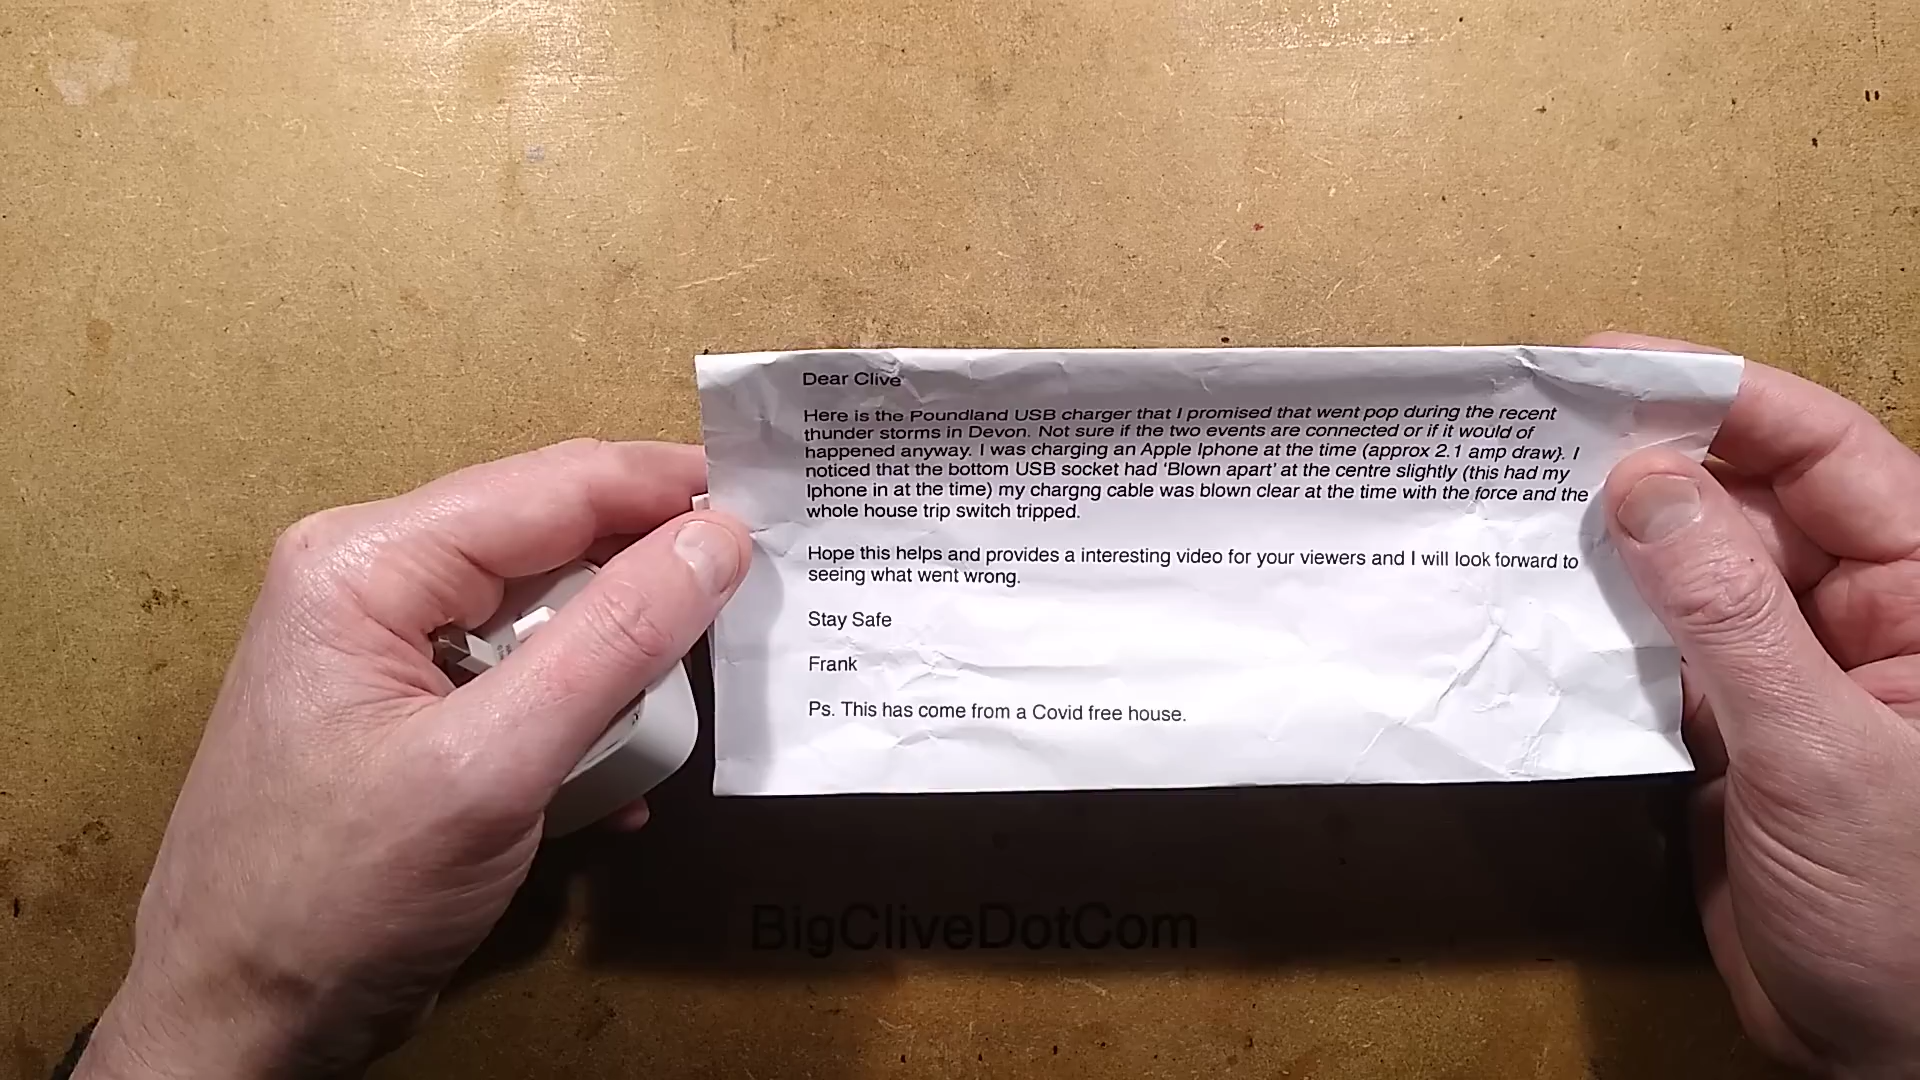 Dear Clive
Here is the Poundland USB charger that I promised that went pop during the recent
thunder storms in Devon. Not sure if the two events are connected or if it would of
happened anyway. I was charging an Apple Iphone at the time (approx 2.1 amp draw}. I
noticed that the bottom USB socket had ‘Blown apart’ at the centre slightly (this had my
Iphone in at the time) my chargng cable was blown clear at the time with the force and the
whole house trip switch tripped.
Hope this helps and provides a interesting video for your viewers and I will look forward to
seeing what went wrong.
Stay Safe
Frank
Ps. This has come from a Covid free house.
BigCliveDotCom